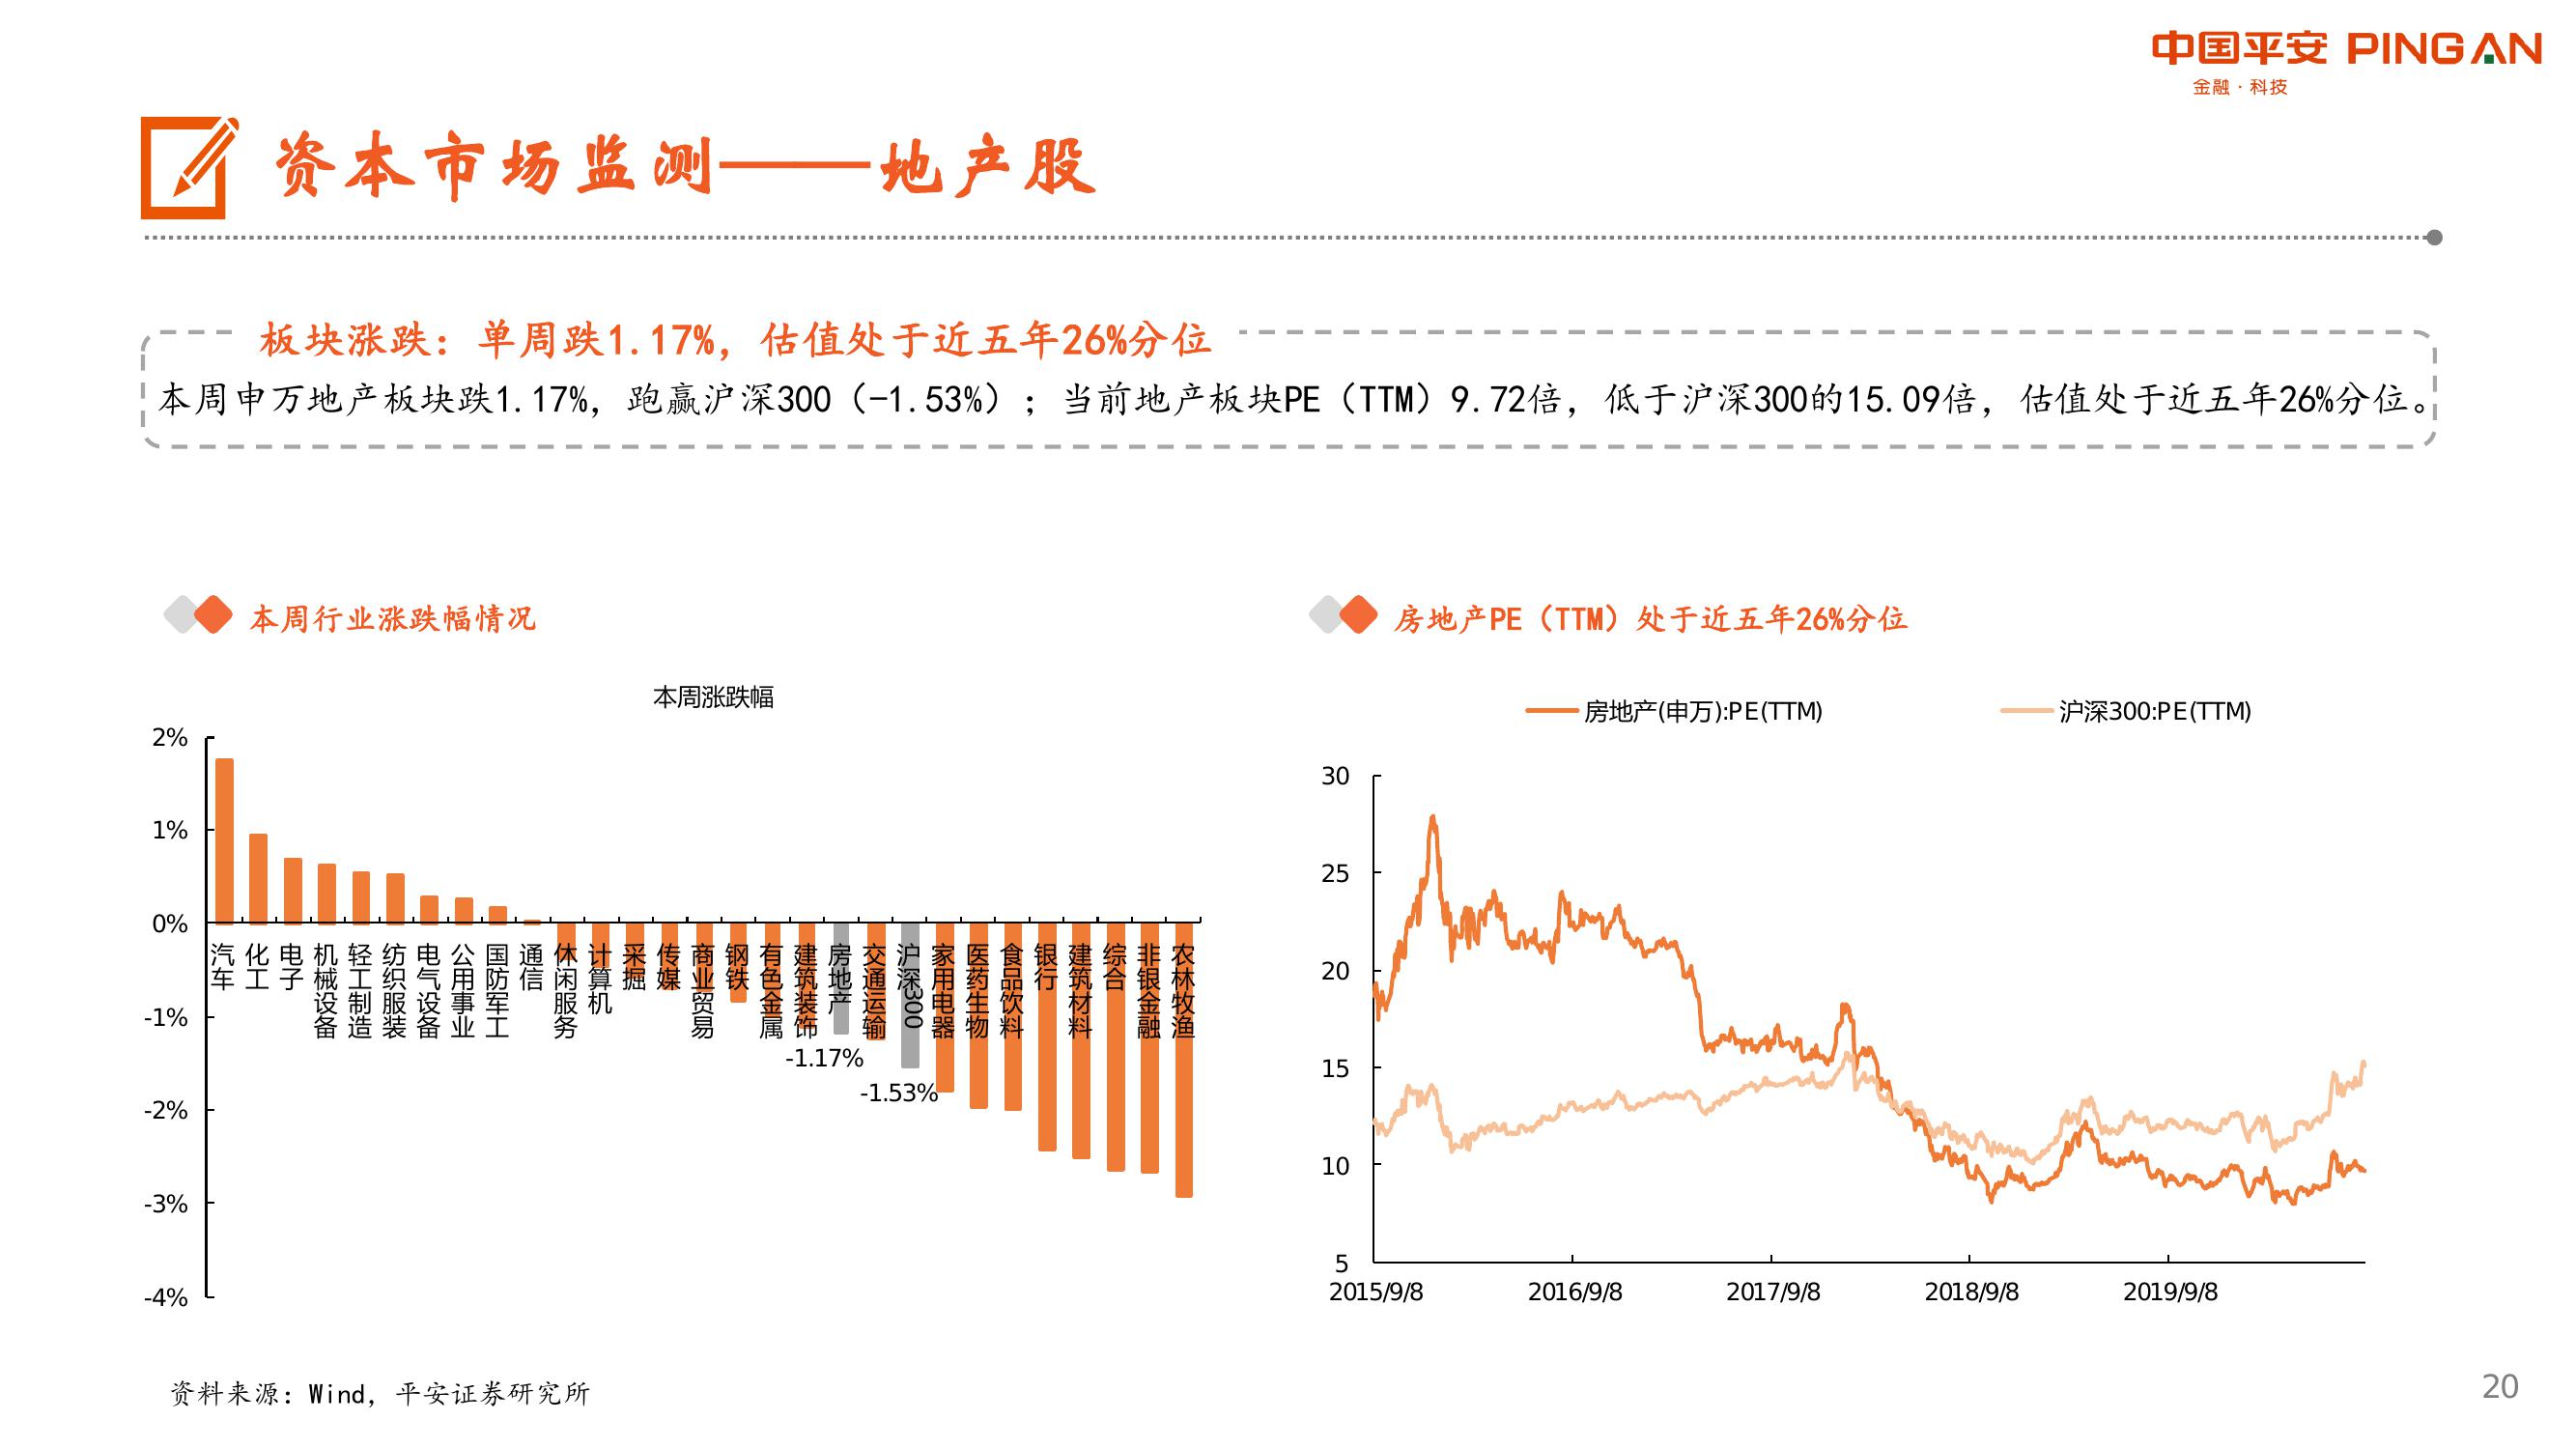 中国平安 PINGAN
金融·科技
资本市场监测——地产股
板块涨跌：单周跌1.17%，估值处于近五年26%分位
本周申万地产板块跌1.17%，跑赢沪深300（-1.53%）；当前地产板块PE（TTM）9.72倍，低于沪深300的15.09倍，估值处于近五年26%分位。
本周行业涨跌幅情况
本周涨跌幅
2%
1%
0%
-1%
-2%
-3%
-4%
汽车
化工
电子
机械设备
轻工制造
纺织服装
电气设备
公用事业
国防军工
通信
休闲服务
计算机
采掘
传媒
商业贸易
钢铁
有色金属
建筑装饰
房地产
交通运输
沪深300
家用电器
医药生物
食品饮料
银行
建筑材料
综合
非银金融
农林牧渔
-1.17%
-1.53%
房地产PE（TTM）处于近五年26%分位
房地产(申万):PE(TTM)
沪深300:PE(TTM)
30
25
20
15
10
5
2015/9/8
2016/9/8
2017/9/8
2018/9/8
2019/9/8
资料来源：Wind，平安证券研究所
20